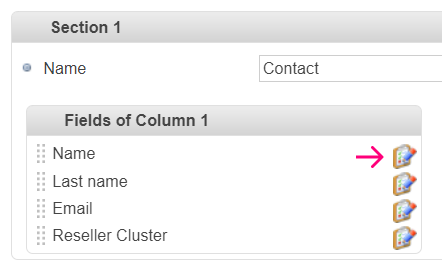 Section 1
Name Contact
Fields of Column 1
Name
Last name
Email
Reseller Cluster